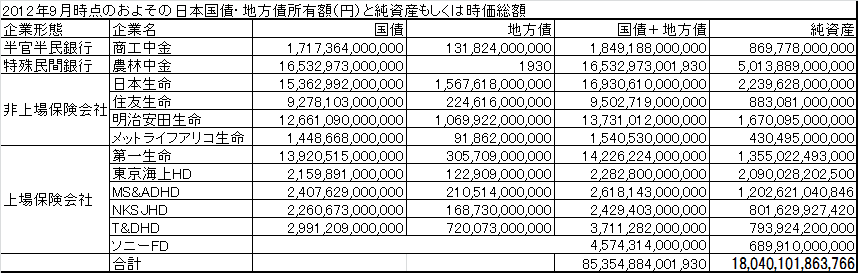 2012年9月時点のおよその日本国債・地方債所有額(円)と純資産もしくは時価総額
企業形態 企業名 国債 地方債 国債+地方債 純資産
半官半民銀行 商工中金 1,717,364,000,000 131,824,000,000 1,849,188,000,000 869,778,000,000
特殊民間銀行 農林中金 16,532,973,000,000 1930 16,532,973,001,930 5,013,889,000,000
非上場保険会社 日本生命 15,362,992,000,000 1,567,618,000,000 16,930,610,000,000 2,239,628,000,000
住友生命 9,278,103,000,000 224,616,000,000 9,502,719,000,000 883,081,000,000
明治安田生命 12,661,090,000,000 1,069,922,000,000 13,731,012,000,000 1,670,095,000,000
メットライフアリコ生命 1,448,668,000,000 91,862,000,000 1,540,530,000,000 430,495,000,000
上場保険会社 第一生命 13,920,515,000,000 305,709,000,000 14,226,224,000,000 1,355,022,493,000
東京海上HD 2,159,891,000,000 122,909,000,000 2,282,800,000,000 2,090,028,202,500
MS&ADHD 2,407,629,000,000 210,514,000,000 2,618,143,000,000 1,202,621,040,846
NKSJHD 2,260,673,000,000 168,730,000,000 2,429,403,000,000 801,629,927,420
T&DHD 2,991,209,000,000 720,073,000,000 3,711,282,000,000 793,924,200,000
ソニーFD 4,574,314,000,000 689,910,000,000
合計 85,354,884,001,930 18,040,101,863,766